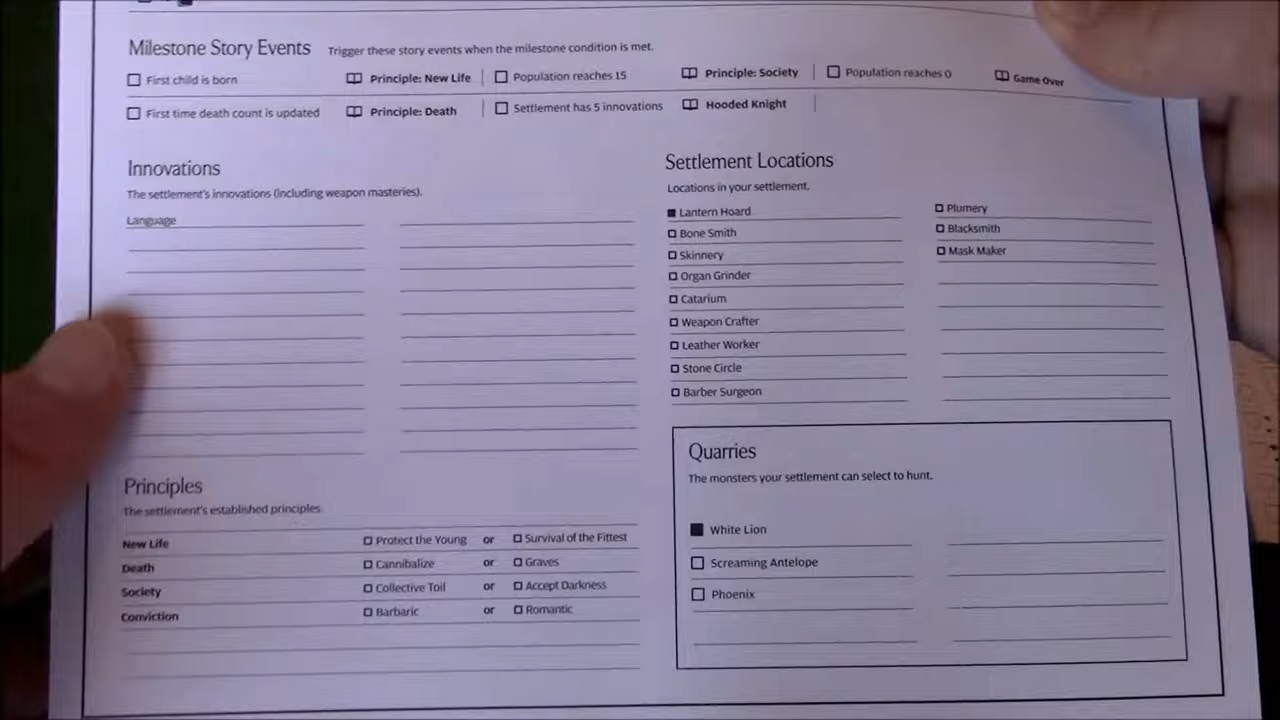 Milestone Story Events Trigger these story events when the milestone condition is met.
First child is born Principle: New Life Population reaches 15 Principle: Society Population reaches 0 Game Over
First time death count is updated Principle: Death Settlement has 5 innovations Hooded Knight
Innovations
The settlement's innovations (including weapon masteries).
Language
Settlement Locations
Locations in your settlement.
Lantern Hoard Plumery
Bone Smith Blacksmith
Skinnery Mask Maker
Organ Grinder
Catarium
Weapon Crafter
Leather Worker
Stone Circle
Barber Surgeon
Quarries
The monsters your settlement can select to hunt.
White Lion
Screaming Antelope
Phoenix
Principles
The settlement's established principles.
New Life Protect the Young or Survival of the Fittest
Death Cannibalize or Graves
Society Collective Toil or Accept Darkness
Conviction Barbaric or Romantic